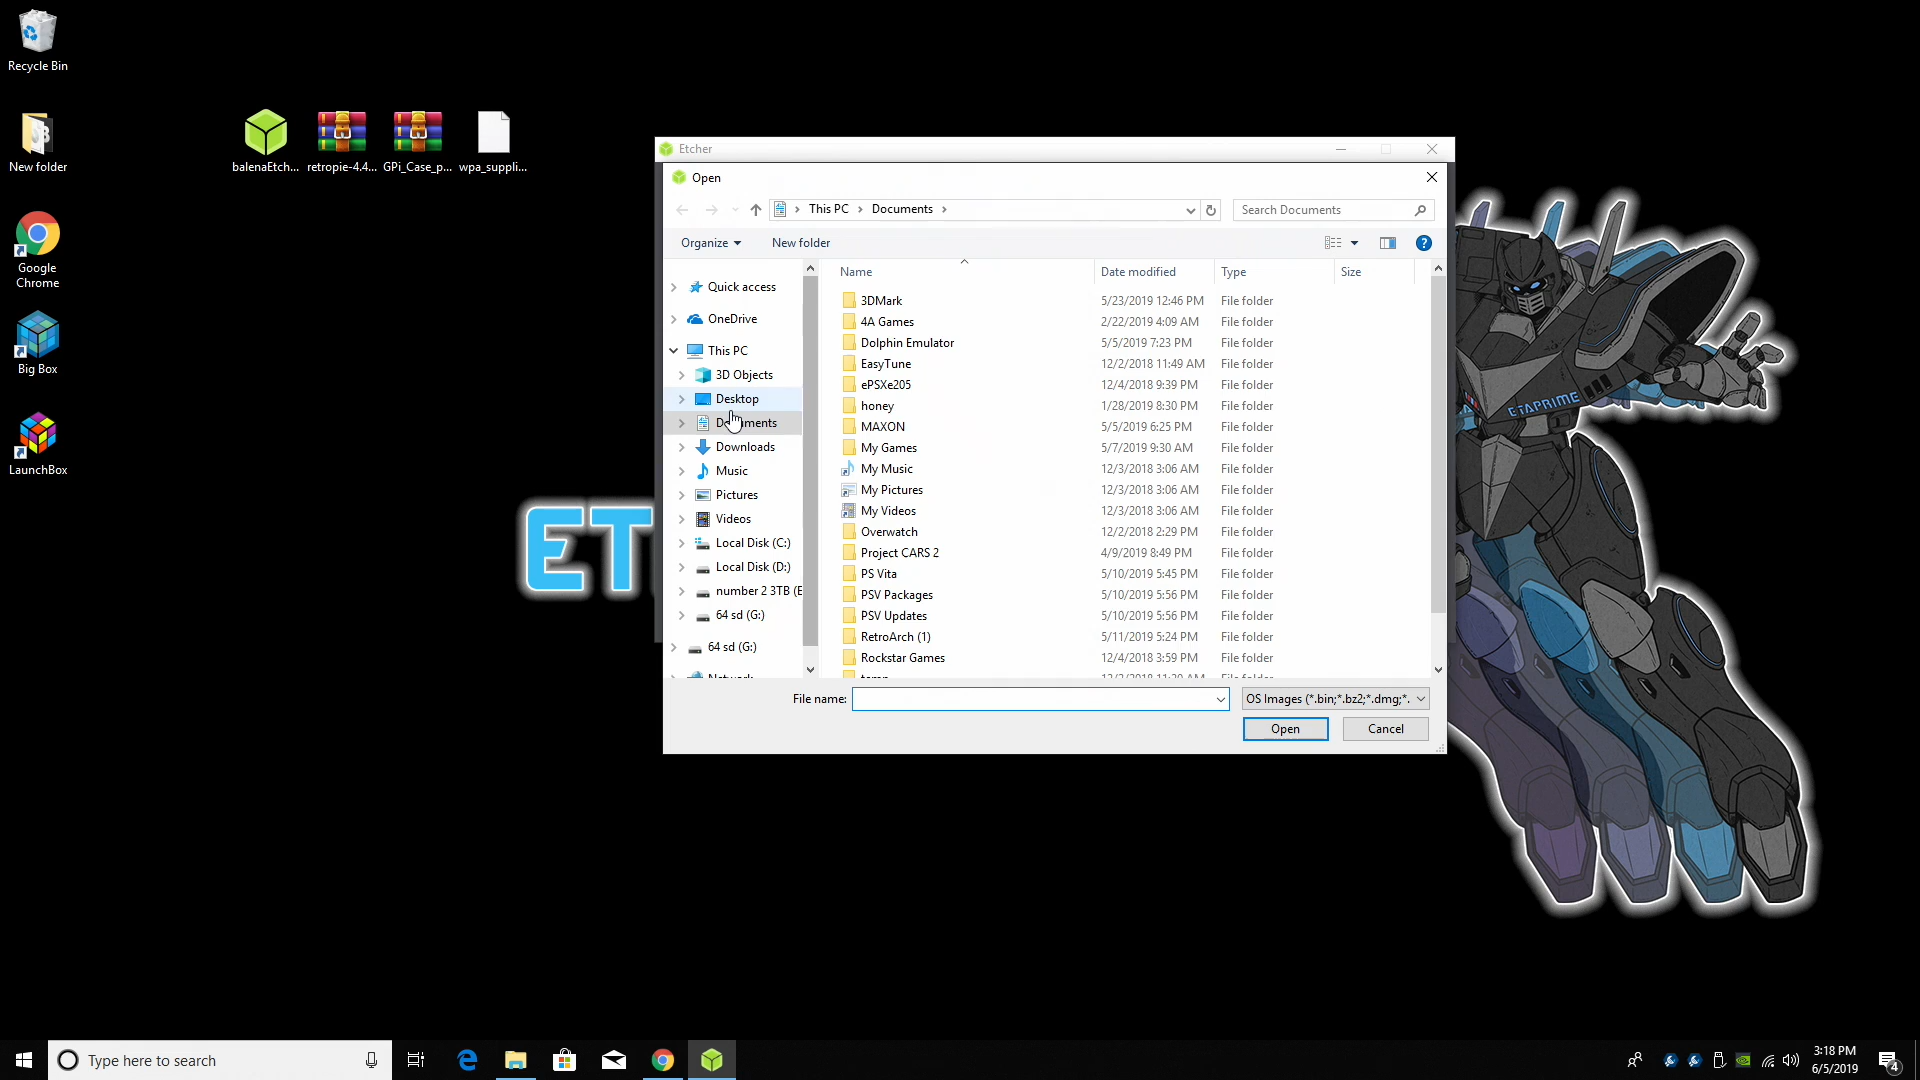 Recycle Bin
New folder
Google
Chrome
Big Box
LaunchBox
balenaEtch...
retropie-4.4...
GPi_Case_p...
wpa_suppli...
ET
ETAPRIME
Etcher
Open
This PC
Documents
Search Documents
Organize
New folder
Quick access
OneDrive
This PC
3D Objects
Desktop
Documents
Downloads
Music
Pictures
Videos
Local Disk (C:)
Local Disk (D:)
number 2 3TB (E
64 sd (G:)
64 sd (G:)
Network
Name Date modified Type Size
3DMark 5/23/2019 12:46 PM File folder
4A Games 2/22/2019 4:09 AM File folder
Dolphin Emulator 5/5/2019 7:23 PM File folder
EasyTune 12/2/2018 11:49 AM File folder
ePSXe205 12/4/2018 9:39 PM File folder
honey 1/28/2019 8:30 PM File folder
MAXON 5/5/2019 6:25 PM File folder
My Games 5/7/2019 9:30 AM File folder
My Music 12/3/2018 3:06 AM File folder
My Pictures 12/3/2018 3:06 AM File folder
My Videos 12/3/2018 3:06 AM File folder
Overwatch 12/2/2018 2:29 PM File folder
Project CARS 2 4/9/2019 8:49 PM File folder
PS Vita 5/10/2019 5:45 PM File folder
PSV Packages 5/10/2019 5:56 PM File folder
PSV Updates 5/10/2019 5:56 PM File folder
RetroArch (1) 5/11/2019 5:24 PM File folder
Rockstar Games 12/4/2018 3:59 PM File folder
File name:
OS Images (*.bin;*.bz2;*.dmg;*.
Open
Cancel
Type here to search
3:18 PM
6/5/2019
4